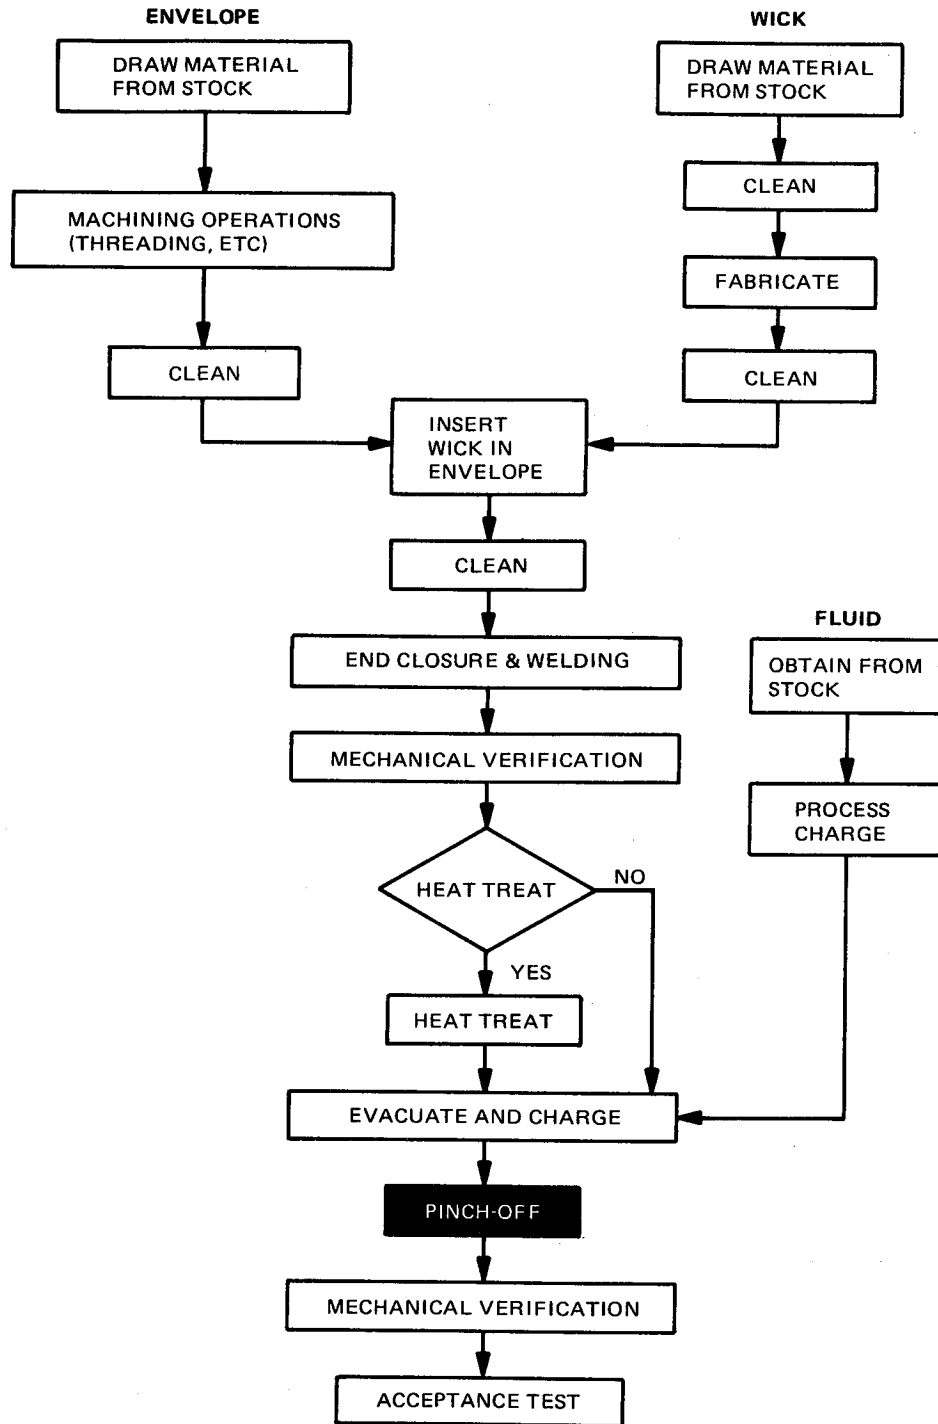 ENVELOPE
DRAW MATERIAL
FROM STOCK
MACHINING OPERATIONS
(THREADING, ETC)
CLEAN
WICK
DRAW MATERIAL
FROM STOCK
CLEAN
FABRICATE
CLEAN
INSERT
WICK IN
ENVELOPE
CLEAN
END CLOSURE & WELDING
MECHANICAL VERIFICATION
HEAT TREAT
NO
YES
HEAT TREAT
FLUID
OBTAIN FROM
STOCK
PROCESS
CHARGE
EVACUATE AND CHARGE
PINCH-OFF
MECHANICAL VERIFICATION
ACCEPTANCE TEST